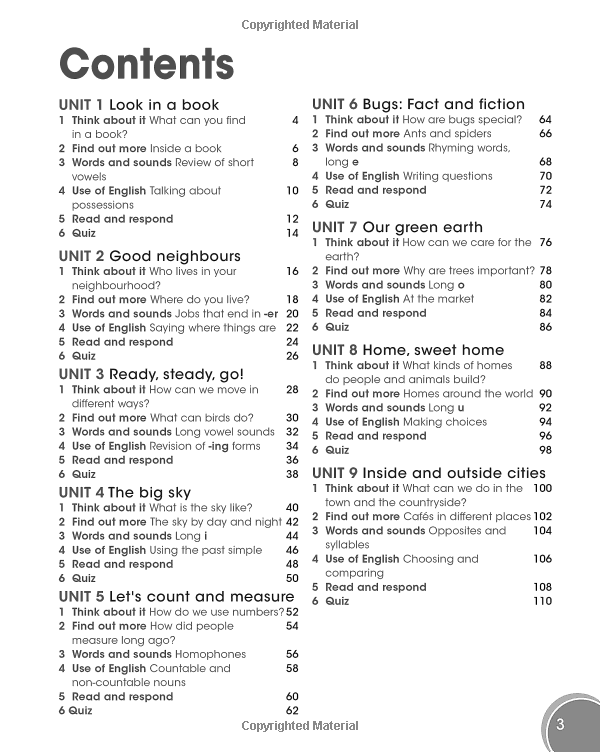 Copyrighted Material
Contents
UNIT 1 Look in a book
1 Think about it What can you find 4
in a book?
2 Find out more Inside a book 6
3 Words and sounds Review of short 8
vowels
4 Use of English Talking about 10
possessions
5 Read and respond 12
6 Quiz 14
UNIT 2 Good neighbours
1 Think about it Who lives in your 16
neighbourhood?
2 Find out more Where do you live? 18
3 Words and sounds Jobs that end in -er 20
4 Use of English Saying where things are 22
5 Read and respond 24
6 Quiz 26
UNIT 3 Ready, steady, go!
1 Think about it How can we move in 28
different ways?
2 Find out more What can birds do? 30
3 Words and sounds Long vowel sounds 32
4 Use of English Revision of -ing forms 34
5 Read and respond 36
6 Quiz 38
UNIT 4 The big sky
1 Think about it What is the sky like? 40
2 Find out more The sky by day and night 42
3 Words and sounds Long i 44
4 Use of English Using the past simple 46
5 Read and respond 48
6 Quiz 50
UNIT 5 Let's count and measure
1 Think about it How do we use numbers? 52
2 Find out more How did people 54
measure long ago?
3 Words and sounds Homophones 56
4 Use of English Countable and 58
non-countable nouns
5 Read and respond 60
6 Quiz 62
UNIT 6 Bugs: Fact and fiction
1 Think about it How are bugs special? 64
2 Find out more Ants and spiders 66
3 Words and sounds Rhyming words,
long e 68
4 Use of English Writing questions 70
5 Read and respond 72
6 Quiz 74
UNIT 7 Our green earth
1 Think about it How can we care for the 76
earth?
2 Find out more Why are trees important? 78
3 Words and sounds Long o 80
4 Use of English At the market 82
5 Read and respond 84
6 Quiz 86
UNIT 8 Home, sweet home
1 Think about it What kinds of homes 88
do people and animals build?
2 Find out more Homes around the world 90
3 Words and sounds Long u 92
4 Use of English Making choices 94
5 Read and respond 96
6 Quiz 98
UNIT 9 Inside and outside cities
1 Think about it What can we do in the 100
town and the countryside?
2 Find out more Cafés in different places 102
3 Words and sounds Opposites and 104
syllables
4 Use of English Choosing and 106
comparing
5 Read and respond 108
6 Quiz 110
Copyrighted Material
3